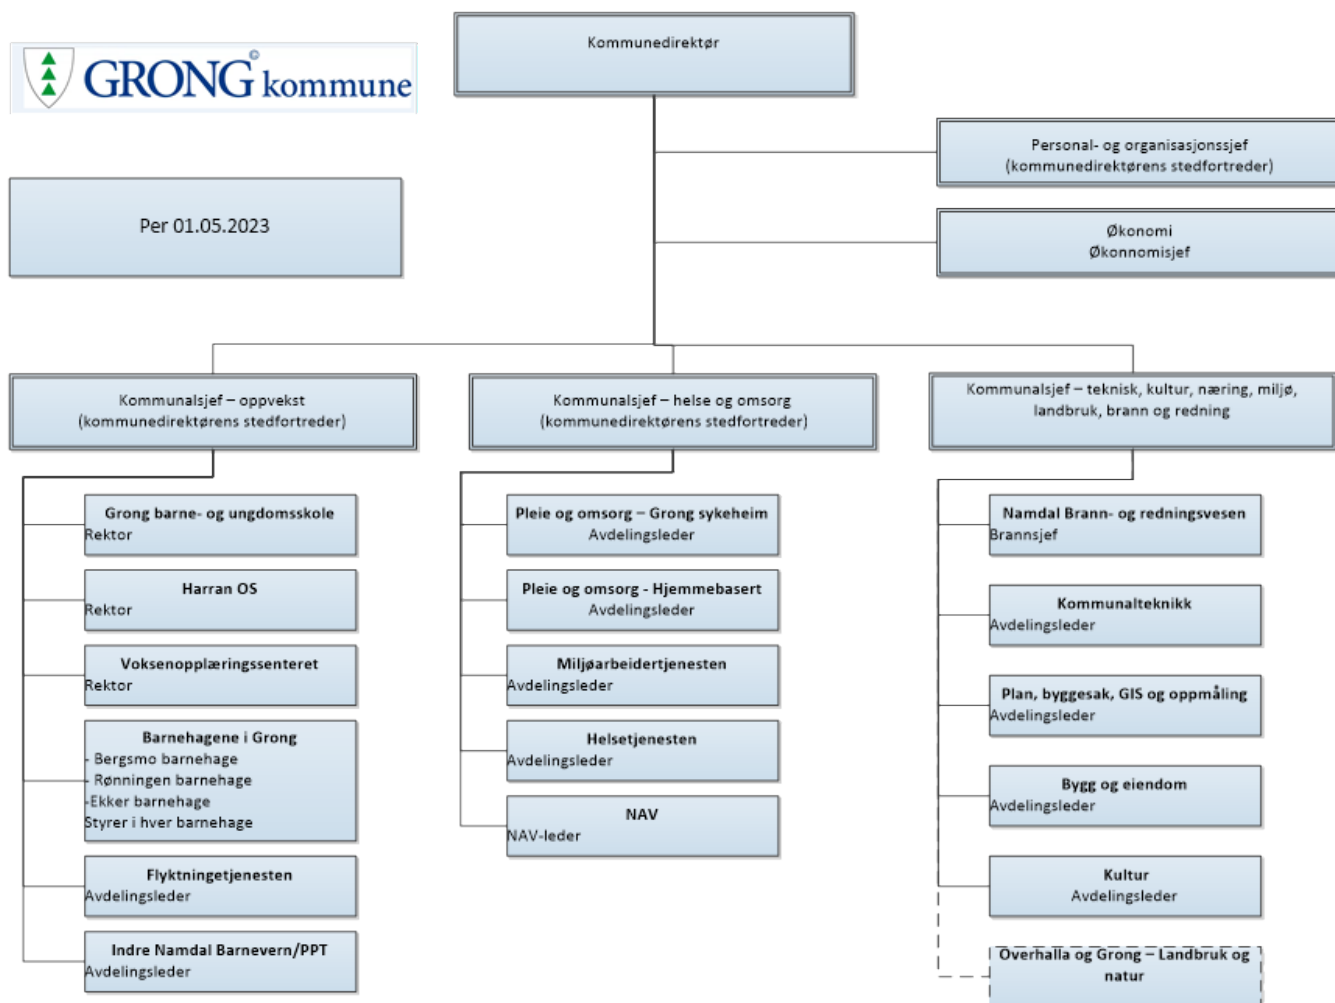 Kommunedirektør
GRONG© kommune
Personal- og organisasjonssjef
(kommunedirektørens stedfortreder)
Per 01.05.2023
Økonomi
Økonnomisjef
Kommunalsjef – oppvekst
(kommunedirektørens stedfortreder)
Kommunalsjef – helse og omsorg
(kommunedirektørens stedfortreder)
Kommunalsjef – teknisk, kultur, næring, miljø,
landbruk, brann og redning
Grong barne- og ungdomsskole
Rektor
Harran OS
Rektor
Voksenopplæringssenteret
Rektor
Barnehagene i Grong
- Bergsmo barnehage
- Rønningen barnehage
-Ekker barnehage
Styrer i hver barnehage
Flyktningetjenesten
Avdelingsleder
Indre Namdal Barnevern/PPT
Avdelingsleder
Pleie og omsorg – Grong sykeheim
Avdelingsleder
Pleie og omsorg - Hjemmebasert
Avdelingsleder
Miljøarbeidertjenesten
Avdelingsleder
Helsetjenesten
Avdelingsleder
NAV
NAV-leder
Namdal Brann- og redningsvesen
Brannsjef
Kommunalteknikk
Avdelingsleder
Plan, byggesak, GIS og oppmåling
Avdelingsleder
Bygg og eiendom
Avdelingsleder
Kultur
Avdelingsleder
Overhalla og Grong – Landbruk og
natur